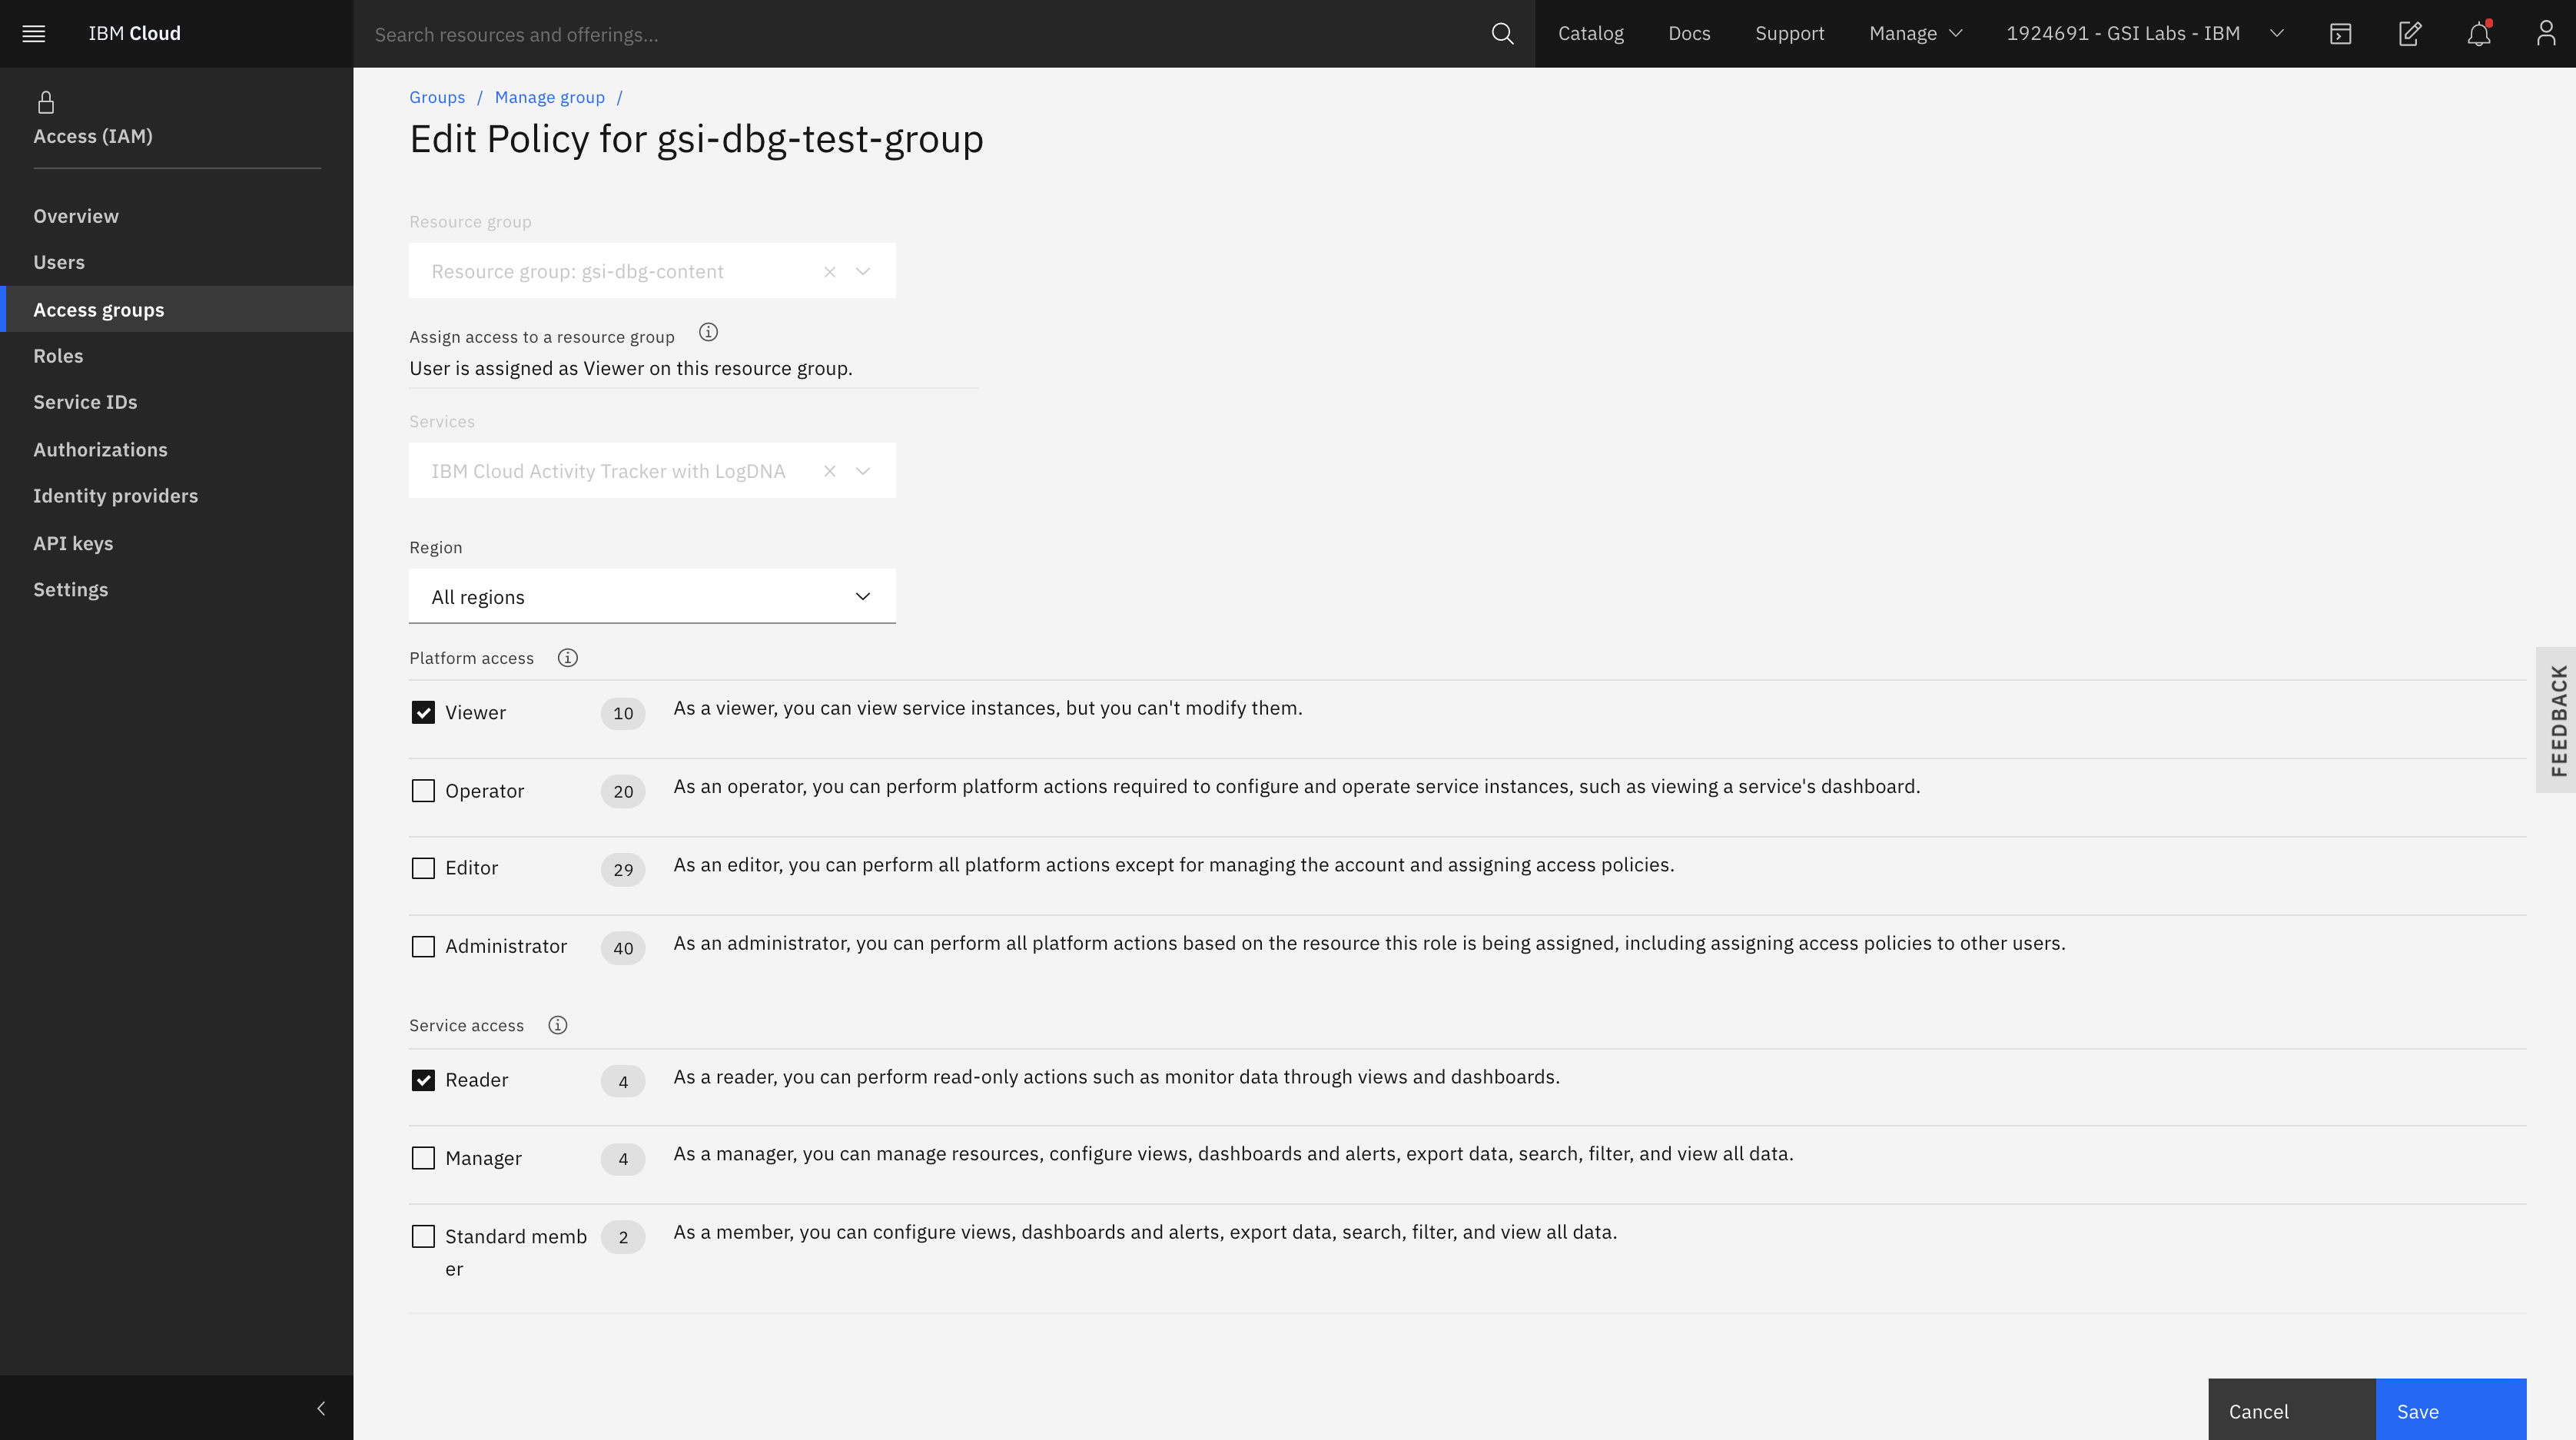 IBM Cloud
Search resources and offerings...
Catalog
Docs
Support
Manage
1924691 - GSI Labs - IBM
Access (IAM)
Overview
Users
Access groups
Roles
Service IDs
Authorizations
Identity providers
API keys
Settings
Groups / Manage group /
Edit Policy for gsi-dbg-test-group
Resource group
Resource group: gsi-dbg-content
Assign access to a resource group
User is assigned as Viewer on this resource group.
Services
IBM Cloud Activity Tracker with LogDNA
Region
All regions
Platform access
Viewer 10 As a viewer, you can view service instances, but you can't modify them.
Operator 20 As an operator, you can perform platform actions required to configure and operate service instances, such as viewing a service's dashboard.
Editor 29 As an editor, you can perform all platform actions except for managing the account and assigning access policies.
Administrator 40 As an administrator, you can perform all platform actions based on the resource this role is being assigned, including assigning access policies to other users.
Service access
Reader 4 As a reader, you can perform read-only actions such as monitor data through views and dashboards.
Manager 4 As a manager, you can manage resources, configure views, dashboards and alerts, export data, search, filter, and view all data.
Standard memb 2 As a member, you can configure views, dashboards and alerts, export data, search, filter, and view all data.
er
FEEDBACK
Cancel
Save